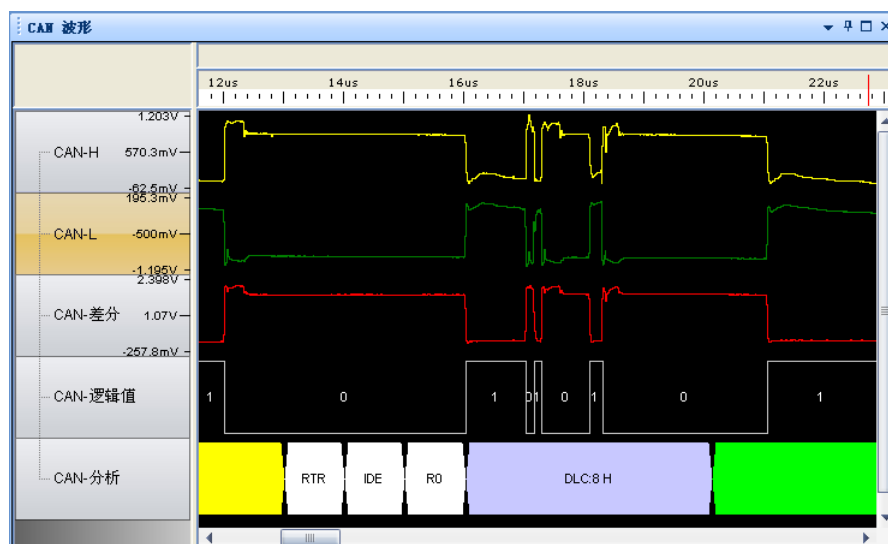 CAN 波形
12us 14us 16us 18us 20us 22us
1.203V
CAN-H 570.3mV
-62.5mV
195.3mV
CAN-L -500mV
-1.195V
2.398V
CAN-差分 1.07V
-257.8mV
CAN-逻辑值 1 0 1 0 1 0 1 0 1
CAN-分析 RTR IDE R0 DLC:8 H